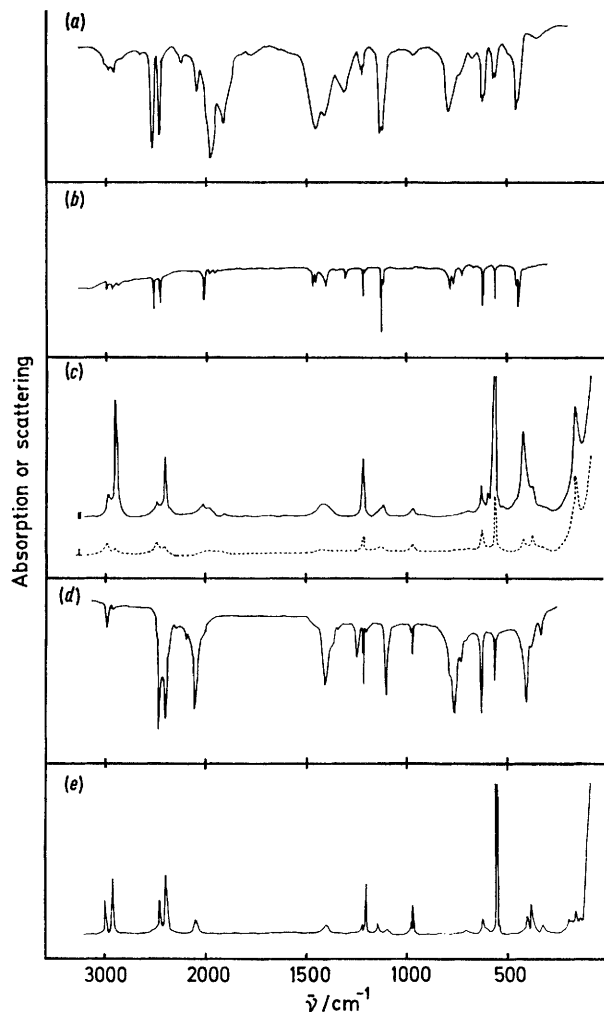 (a)
(b)
(c)
∥
⊥
(d)
(e)
Absorption or scattering
3000 2000 1500 1000 500
ν̄/cm⁻¹